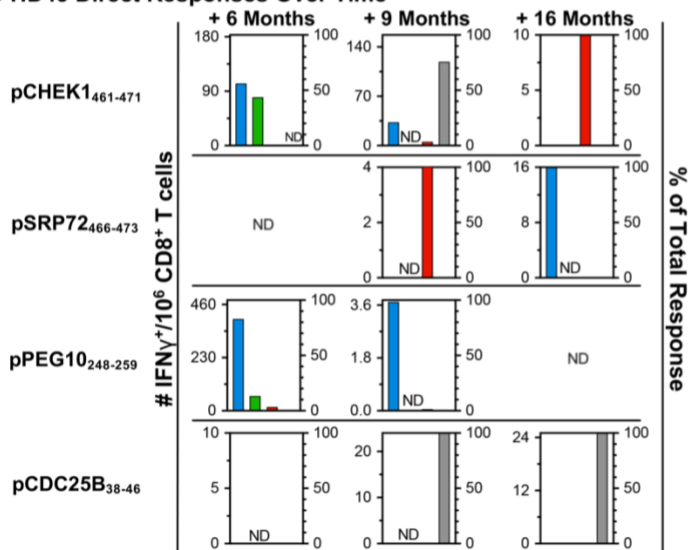 + 6 Months + 9 Months + 16 Months
pCHEK1461-471
180 90 0 100 50 0 ND
140 70 0 100 50 0 ND
10 5 0 100 50 0
pSRP72466-473
ND
4 2 0 100 50 0 ND
16 8 0 100 50 0 ND
pPEG10248-259
460 230 0 100 50 0
3.6 1.8 0.0 100 50 0 ND
ND
pCDC25B38-46
10 5 0 100 50 0 ND
20 10 0 100 50 0 ND
24 12 0 100 50 0
# IFNγ+/106 CD8+ T cells
% of Total Response